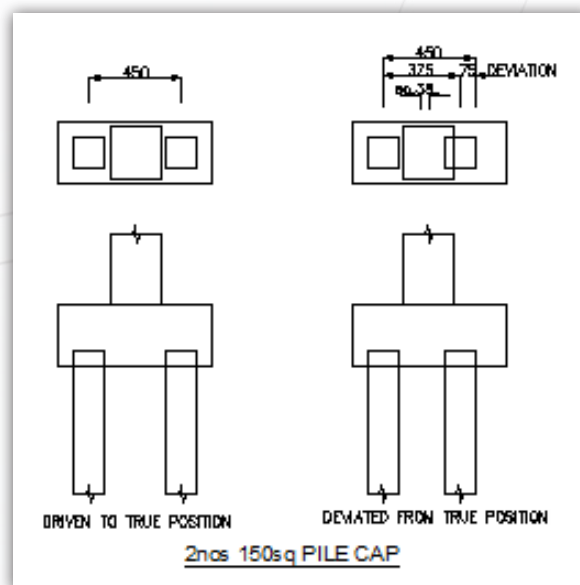 450
450
375 75 DEVIATION
DRIVEN TO TRUE POSITION
DEVIATED FROM TRUE POSITION
2nos 150sq PILE CAP